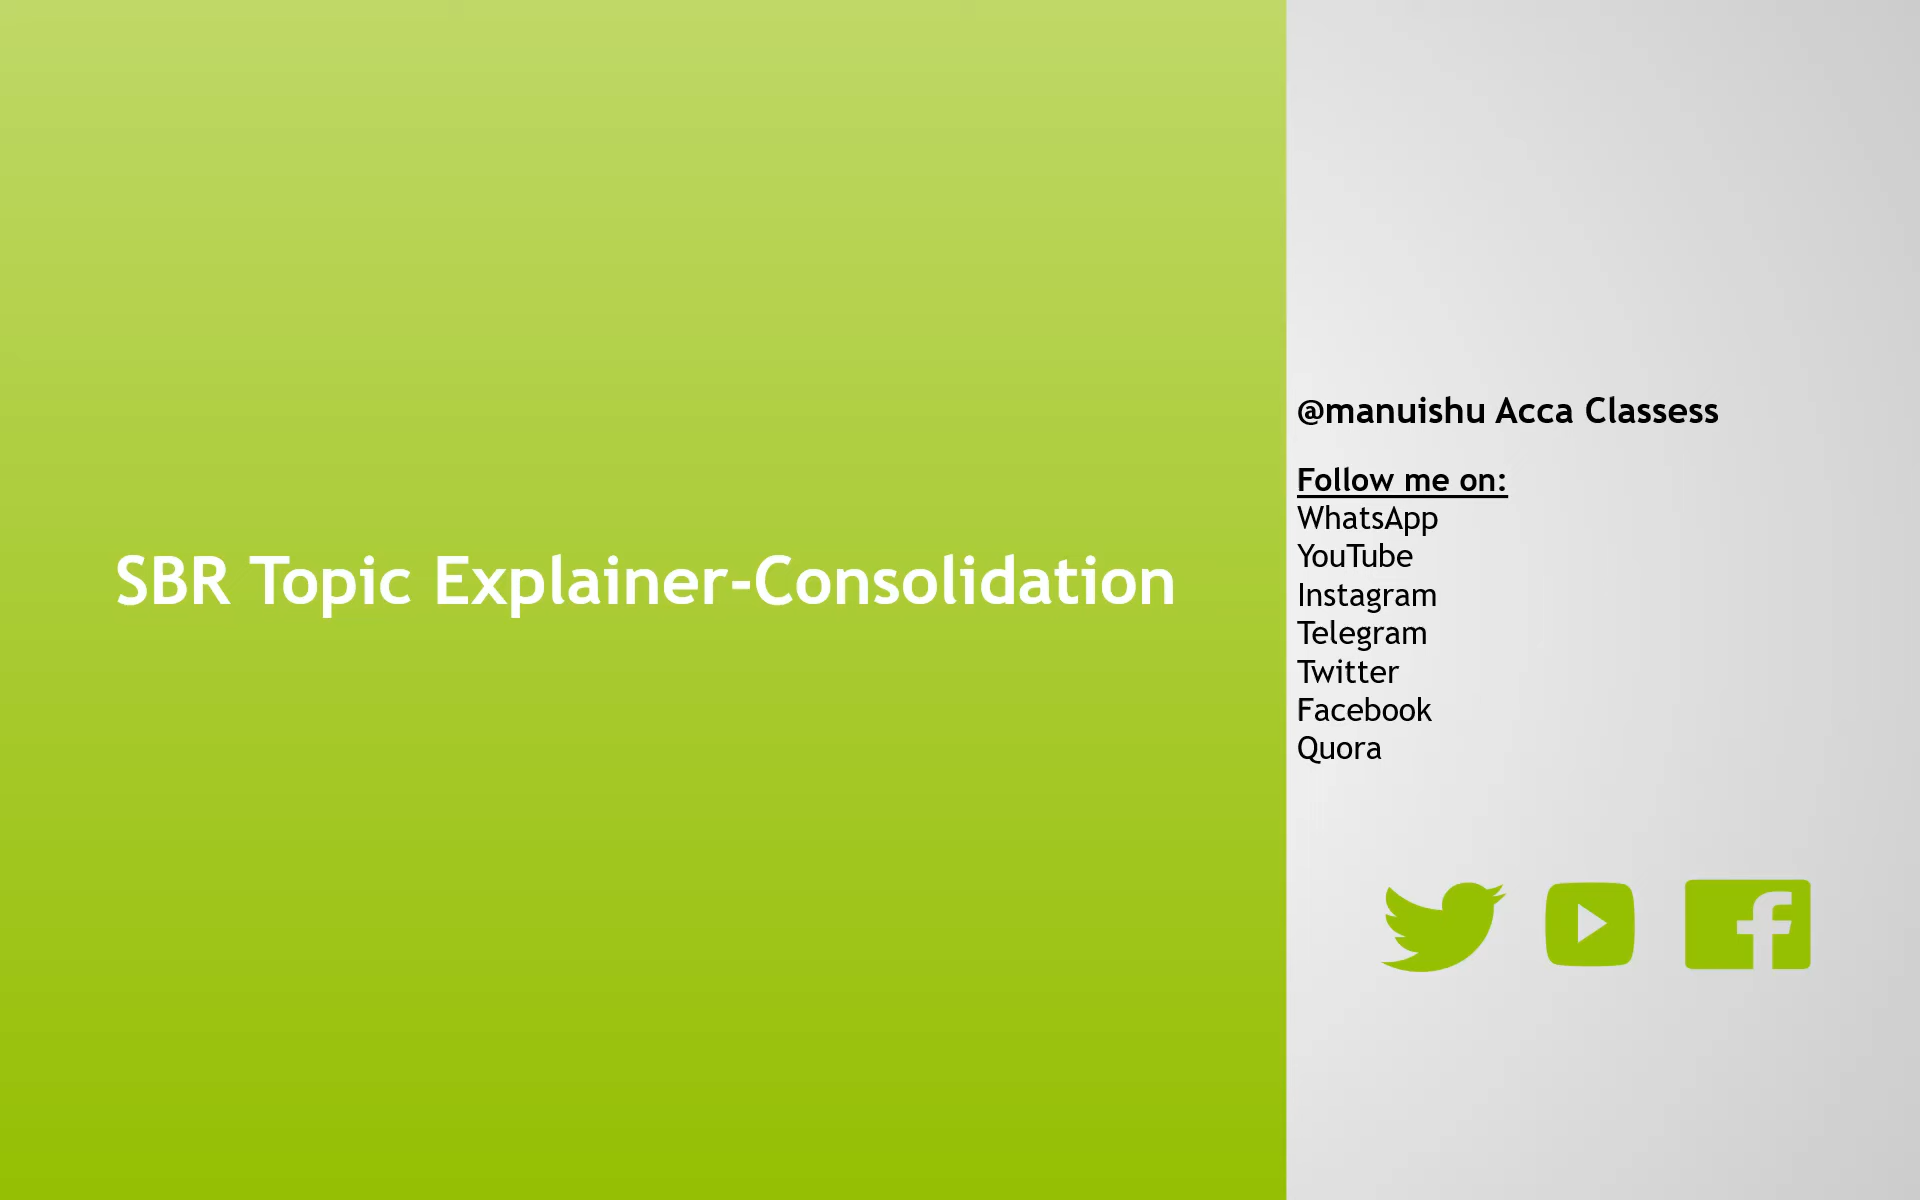 SBR Topic Explainer-Consolidation
@manuishu Acca Classess
Follow me on:
WhatsApp
YouTube
Instagram
Telegram
Twitter
Facebook
Quora